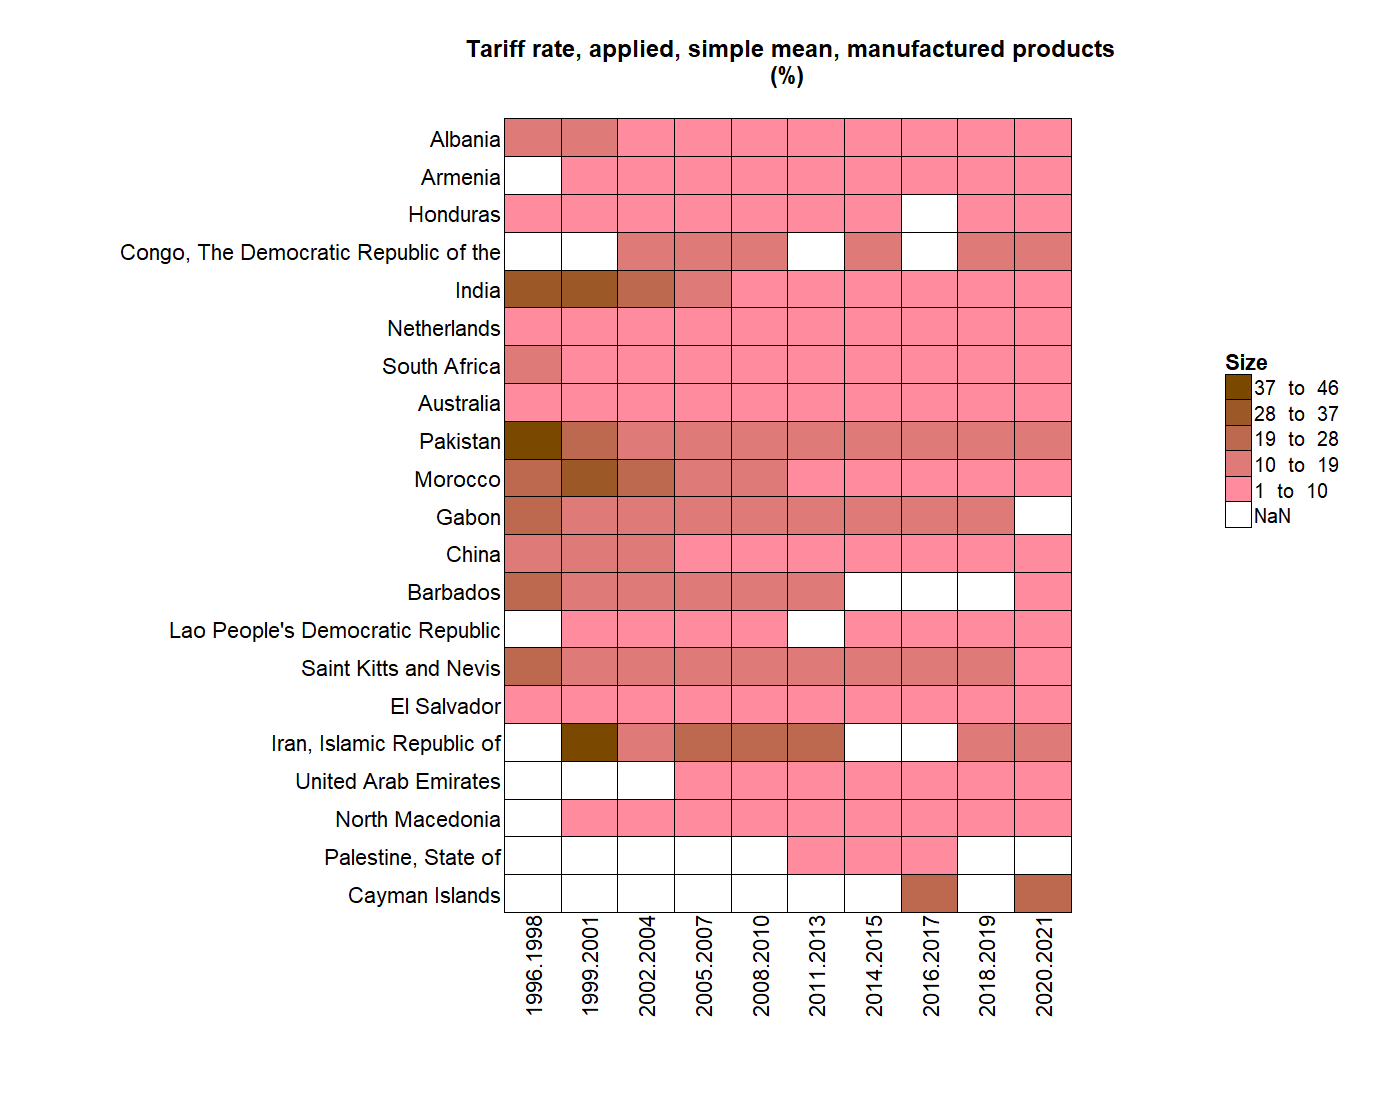 Tariff rate, applied, simple mean, manufactured products
(%)
Albania
Armenia
Honduras
Congo, The Democratic Republic of the
India
Netherlands
South Africa
Australia
Pakistan
Morocco
Gabon
China
Barbados
Lao People's Democratic Republic
Saint Kitts and Nevis
El Salvador
Iran, Islamic Republic of
United Arab Emirates
North Macedonia
Palestine, State of
Cayman Islands
1996.1998
1999.2001
2002.2004
2005.2007
2008.2010
2011.2013
2014.2015
2016.2017
2018.2019
2020.2021
Size
37 to 46
28 to 37
19 to 28
10 to 19
1 to 10
NaN